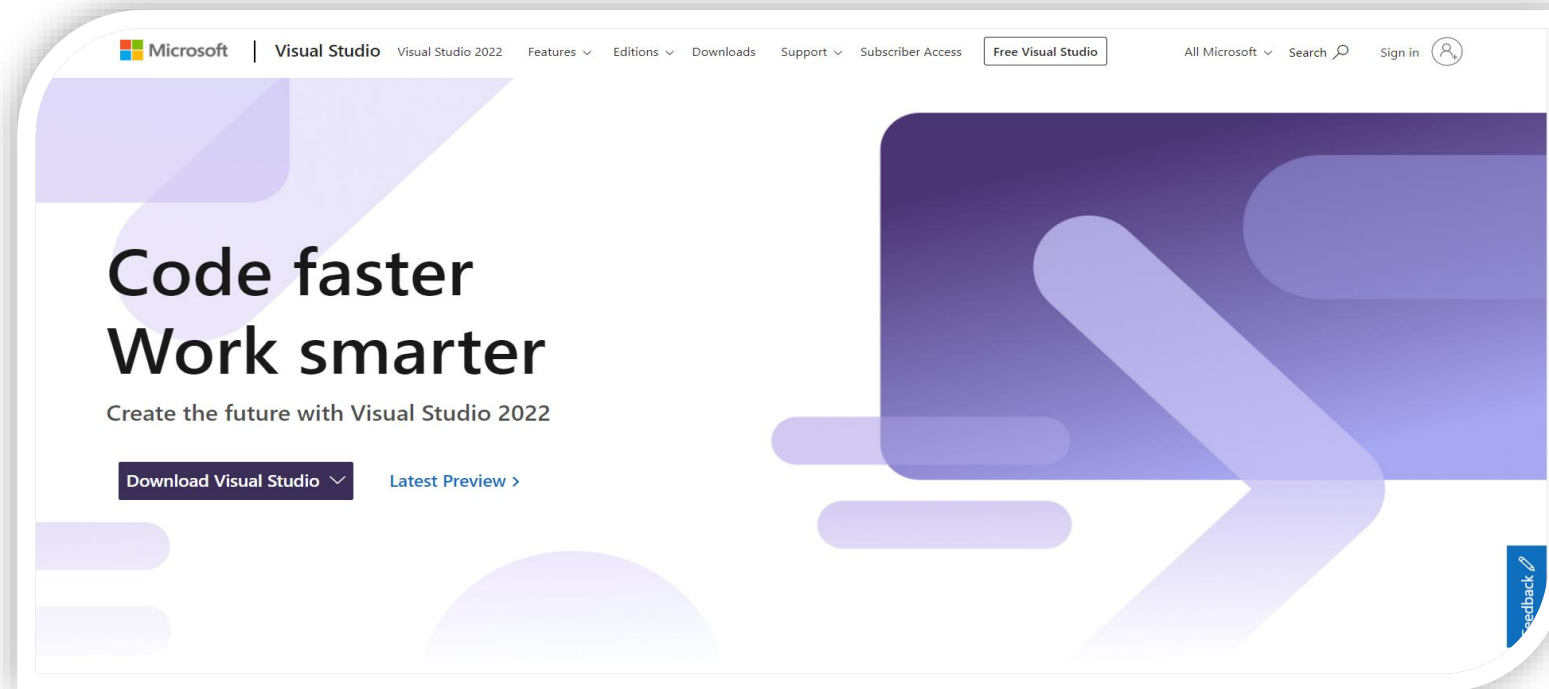 Microsoft | Visual Studio Visual Studio 2022 Features Editions Downloads Support Subscriber Access Free Visual Studio All Microsoft Search Sign in
Code faster
Work smarter
Create the future with Visual Studio 2022
Download Visual Studio Latest Preview >
Feedback